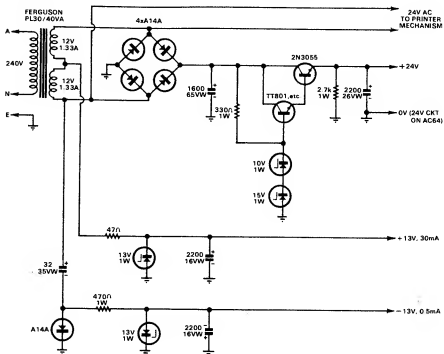 FERGUSON
PL30/40VA
4xA14A
24V AC
TO PRINTER
MECHANISM
A
12V
1.33A
240V
12V
1.33A
N
E
2N3055
+24V
1600
65VW
330Ω
1W
TT801,etc
2.7k
1W
2200
26VW
0V (24V CKT
ON AC64)
10V
1W
15V
1W
47Ω
+13V, 30mA
13V
1W
2200
16VW
32
35VW
470Ω
1W
-13V, 0.5mA
A14A
13V
1W
2200
16VW